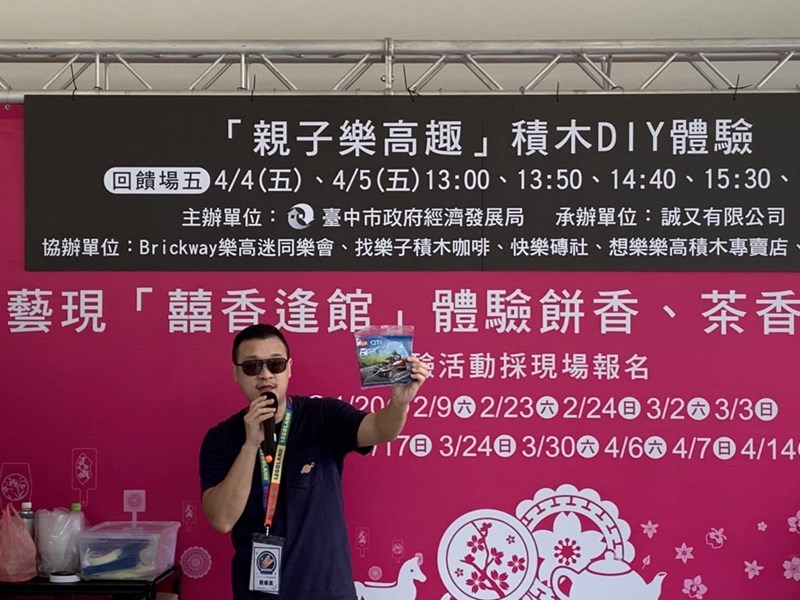 「親子樂高趣」積木DIY體驗
回饋場五 4/4(五)、4/5(五)13:00、13:50、14:40、15:30、
主辦單位： 臺中市政府經濟發展局 承辦單位：誠又有限公司
協辦單位：Brickway樂高迷同樂會、找樂子積木咖啡、快樂磚社、想樂樂高積木專賣店、
藝現「囍香逢館」體驗餅香、茶香
CITY
驗活動採現場報名
/20 2/9六 2/23六 2/24日 3/2六 3/3日
/17日 3/24日 3/30六 4/6六 4/7日 4/14
LEGOLAND